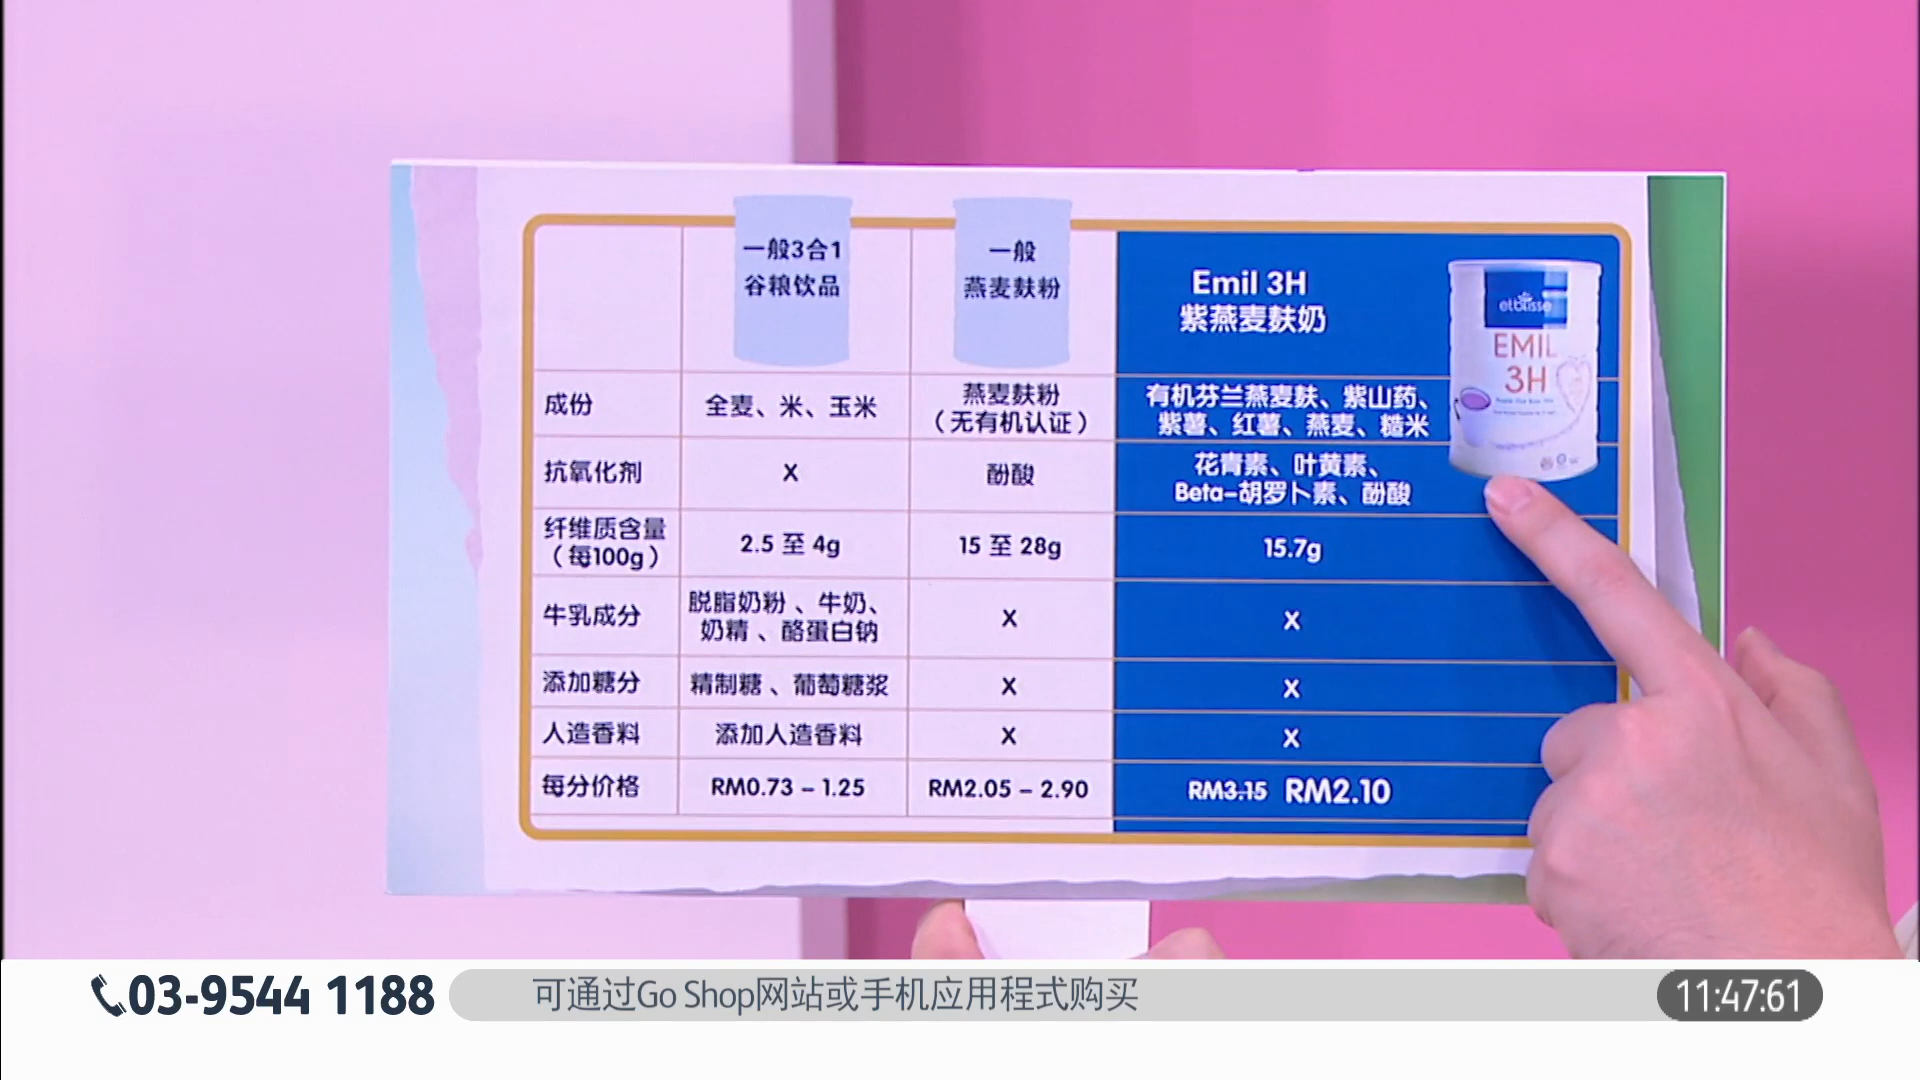 一般3合1
谷粮饮品
一般
燕麦麸粉
Emil 3H
紫燕麦麸奶
etblisse
EMIL
3H
成份
全麦、米、玉米
燕麦麸粉
（无有机认证）
有机芬兰燕麦麸、紫山药、
紫薯、红薯、燕麦、糙米
抗氧化剂
X
酚酸
花青素、叶黄素、
Beta-胡罗卜素、酚酸
纤维质含量
（每100g）
2.5 至 4g
15 至 28g
15.7g
牛乳成分
脱脂奶粉、牛奶、
奶精、酪蛋白钠
X
X
添加糖分
精制糖、葡萄糖浆
X
X
人造香料
添加人造香料
X
X
每分价格
RM0.73 – 1.25
RM2.05 – 2.90
RM3.15 RM2.10
03-9544 1188
可通过Go Shop网站或手机应用程式购买
11:47:61